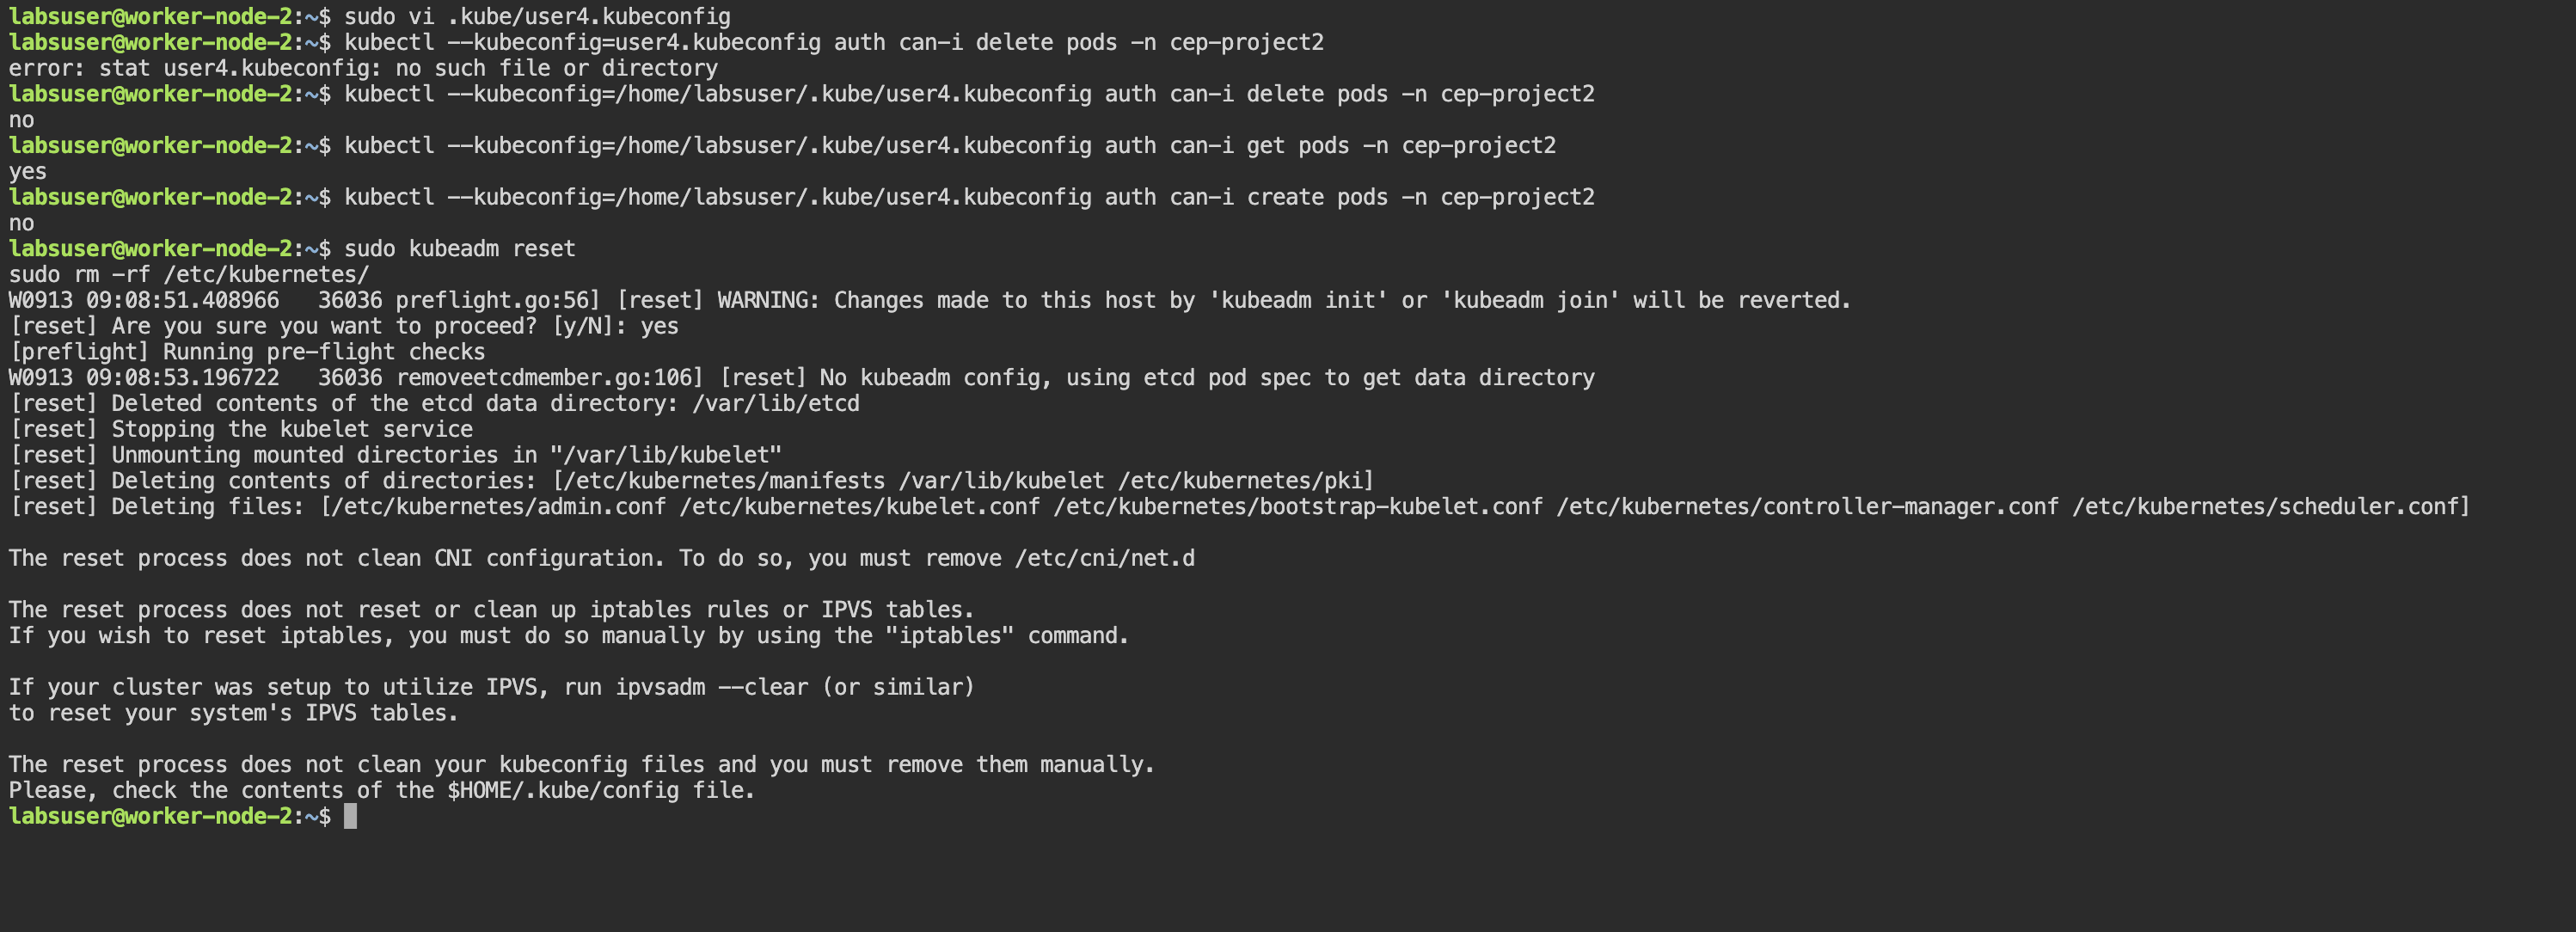 labsuser@worker-node-2:~$ sudo vi .kube/user4.kubeconfig
labsuser@worker-node-2:~$ kubectl --kubeconfig=user4.kubeconfig auth can-i delete pods -n cep-project2
error: stat user4.kubeconfig: no such file or directory
labsuser@worker-node-2:~$ kubectl --kubeconfig=/home/labsuser/.kube/user4.kubeconfig auth can-i delete pods -n cep-project2
no
labsuser@worker-node-2:~$ kubectl --kubeconfig=/home/labsuser/.kube/user4.kubeconfig auth can-i get pods -n cep-project2
yes
labsuser@worker-node-2:~$ kubectl --kubeconfig=/home/labsuser/.kube/user4.kubeconfig auth can-i create pods -n cep-project2
no
labsuser@worker-node-2:~$ sudo kubeadm reset
sudo rm -rf /etc/kubernetes/
W0913 09:08:51.408966   36036 preflight.go:56] [reset] WARNING: Changes made to this host by 'kubeadm init' or 'kubeadm join' will be reverted.
[reset] Are you sure you want to proceed? [y/N]: yes
[preflight] Running pre-flight checks
W0913 09:08:53.196722   36036 removeetcdmember.go:106] [reset] No kubeadm config, using etcd pod spec to get data directory
[reset] Deleted contents of the etcd data directory: /var/lib/etcd
[reset] Stopping the kubelet service
[reset] Unmounting mounted directories in "/var/lib/kubelet"
[reset] Deleting contents of directories: [/etc/kubernetes/manifests /var/lib/kubelet /etc/kubernetes/pki]
[reset] Deleting files: [/etc/kubernetes/admin.conf /etc/kubernetes/kubelet.conf /etc/kubernetes/bootstrap-kubelet.conf /etc/kubernetes/controller-manager.conf /etc/kubernetes/scheduler.conf]

The reset process does not clean CNI configuration. To do so, you must remove /etc/cni/net.d

The reset process does not reset or clean up iptables rules or IPVS tables.
If you wish to reset iptables, you must do so manually by using the "iptables" command.

If your cluster was setup to utilize IPVS, run ipvsadm --clear (or similar)
to reset your system's IPVS tables.

The reset process does not clean your kubeconfig files and you must remove them manually.
Please, check the contents of the $HOME/.kube/config file.
labsuser@worker-node-2:~$